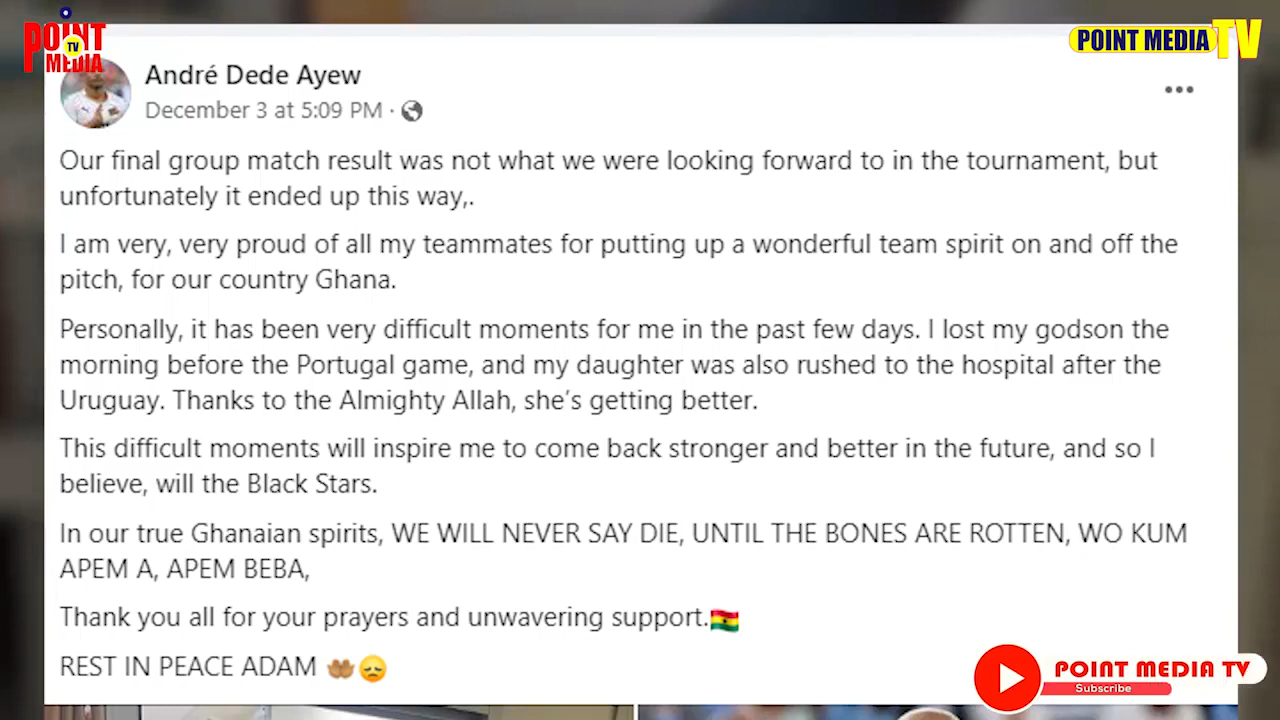 POINT
TV
MEDIA
POINT MEDIA TV
André Dede Ayew
December 3 at 5:09 PM ·
Our final group match result was not what we were looking forward to in the tournament, but
unfortunately it ended up this way,.
I am very, very proud of all my teammates for putting up a wonderful team spirit on and off the
pitch, for our country Ghana.
Personally, it has been very difficult moments for me in the past few days. I lost my godson the
morning before the Portugal game, and my daughter was also rushed to the hospital after the
Uruguay. Thanks to the Almighty Allah, she's getting better.
This difficult moments will inspire me to come back stronger and better in the future, and so I
believe, will the Black Stars.
In our true Ghanaian spirits, WE WILL NEVER SAY DIE, UNTIL THE BONES ARE ROTTEN, WO KUM
APEM A, APEM BEBA,
Thank you all for your prayers and unwavering support.🇬🇭
REST IN PEACE ADAM 🤲🏾😞
POINT MEDIA TV
Subscribe